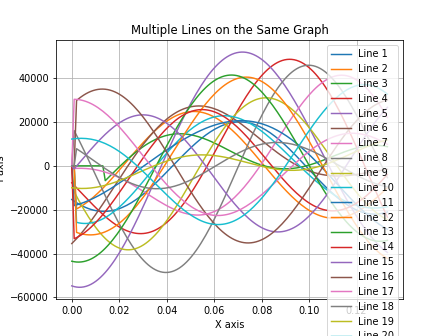 Multiple Lines on the Same Graph
40000
20000
0
−20000
−40000
−60000
0.00
0.02
0.04
0.06
0.08
0.10
X axis
axis
Line 1
Line 2
Line 3
Line 4
Line 5
Line 6
Line 7
Line 8
Line 9
Line 10
Line 11
Line 12
Line 13
Line 14
Line 15
Line 16
Line 17
Line 18
Line 19
Line 20